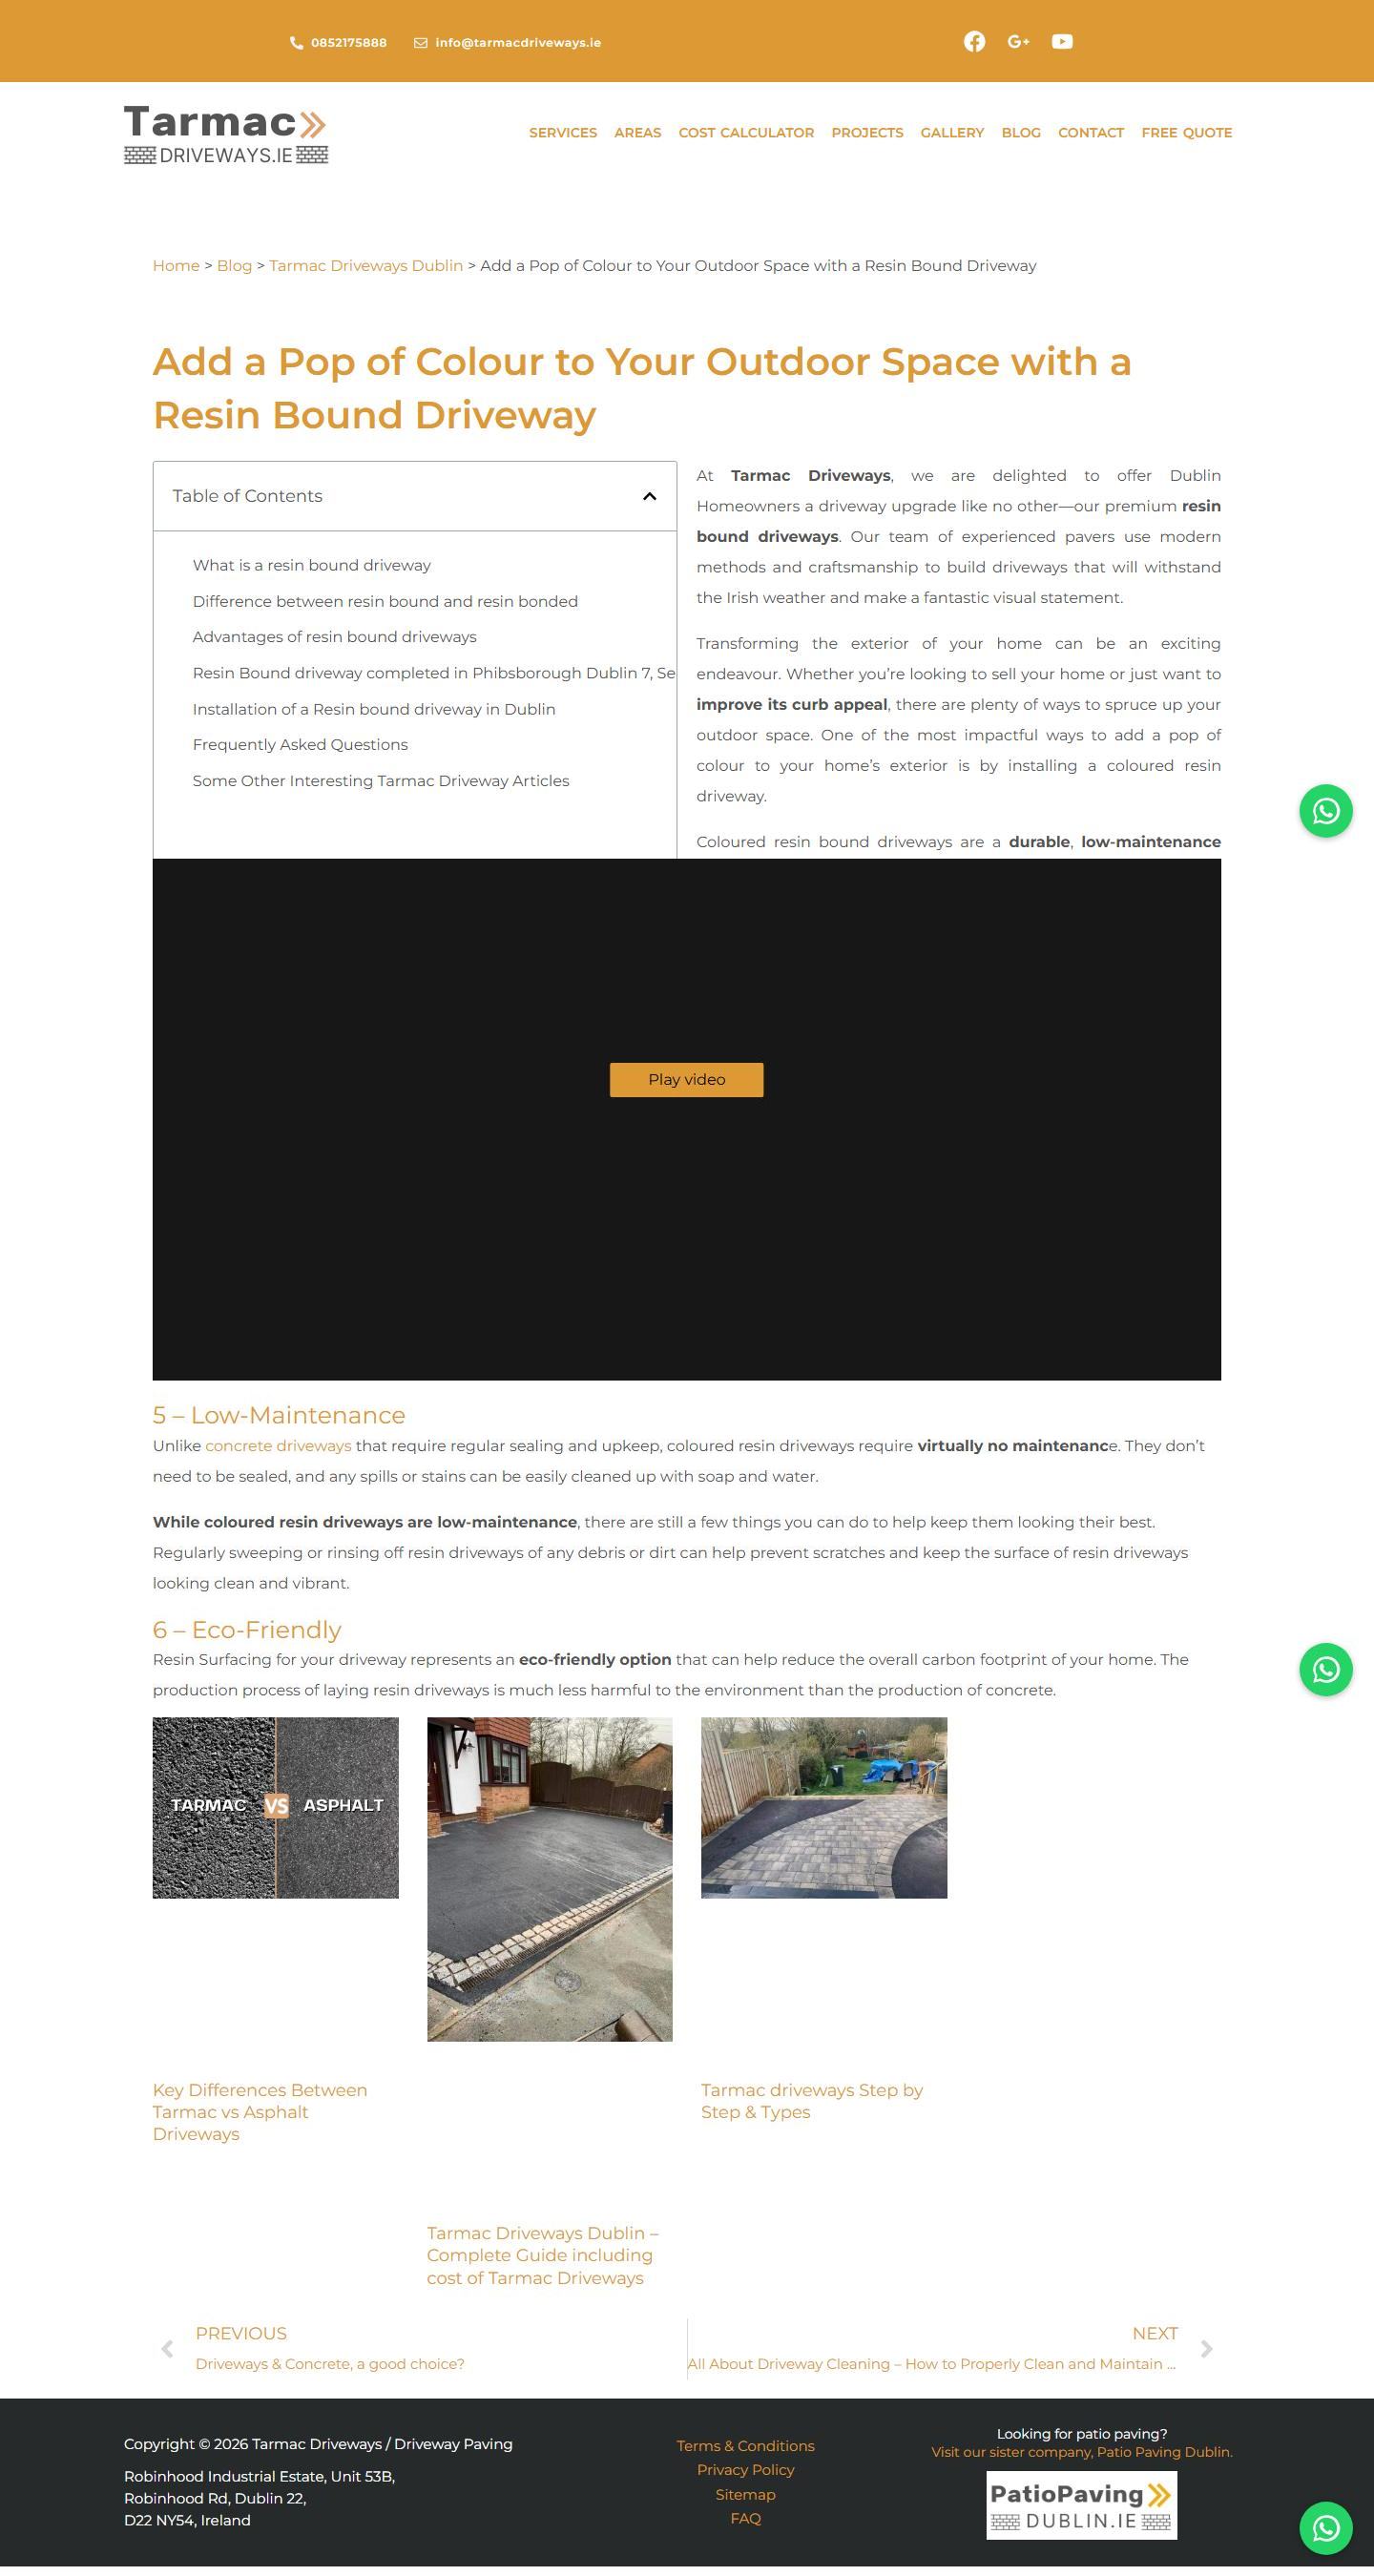 0852175888
info@tarmacdriveways.ie
Tarmac
DRIVEWAYS.IE
SERVICES AREAS COST CALCULATOR PROJECTS GALLERY BLOG CONTACT FREE QUOTE
Home > Blog > Tarmac Driveways Dublin > Add a Pop of Colour to Your Outdoor Space with a Resin Bound Driveway
Add a Pop of Colour to Your Outdoor Space with a
Resin Bound Driveway
Table of Contents
What is a resin bound driveway
Difference between resin bound and resin bonded
Advantages of resin bound driveways
Resin Bound driveway completed in Phibsborough Dublin 7, Se
Installation of a Resin bound driveway in Dublin
Frequently Asked Questions
Some Other Interesting Tarmac Driveway Articles
At Tarmac Driveways, we are delighted to offer Dublin
Homeowners a driveway upgrade like no other—our premium resin
bound driveways. Our team of experienced pavers use modern
methods and craftsmanship to build driveways that will withstand
the Irish weather and make a fantastic visual statement.
Transforming the exterior of your home can be an exciting
endeavour. Whether you’re looking to sell your home or just want to
improve its curb appeal, there are plenty of ways to spruce up your
outdoor space. One of the most impactful ways to add a pop of
colour to your home’s exterior is by installing a coloured resin
driveway.
Coloured resin bound driveways are a durable, low-maintenance
Play video
5 – Low-Maintenance
Unlike concrete driveways that require regular sealing and upkeep, coloured resin driveways require virtually no maintenance. They don’t
need to be sealed, and any spills or stains can be easily cleaned up with soap and water.
While coloured resin driveways are low-maintenance, there are still a few things you can do to help keep them looking their best.
Regularly sweeping or rinsing off resin driveways of any debris or dirt can help prevent scratches and keep the surface of resin driveways
looking clean and vibrant.
6 – Eco-Friendly
Resin Surfacing for your driveway represents an eco-friendly option that can help reduce the overall carbon footprint of your home. The
production process of laying resin driveways is much less harmful to the environment than the production of concrete.
TARMAC VS ASPHALT
Key Differences Between
Tarmac vs Asphalt
Driveways
Tarmac Driveways Dublin –
Complete Guide including
cost of Tarmac Driveways
Tarmac driveways Step by
Step & Types
PREVIOUS
Driveways & Concrete, a good choice?
NEXT
All About Driveway Cleaning – How to Properly Clean and Maintain ...
Copyright © 2026 Tarmac Driveways / Driveway Paving
Robinhood Industrial Estate, Unit 53B,
Robinhood Rd, Dublin 22,
D22 NY54, Ireland
Terms & Conditions
Privacy Policy
Sitemap
FAQ
Looking for patio paving?
Visit our sister company, Patio Paving Dublin.
PatioPaving
DUBLIN.IE